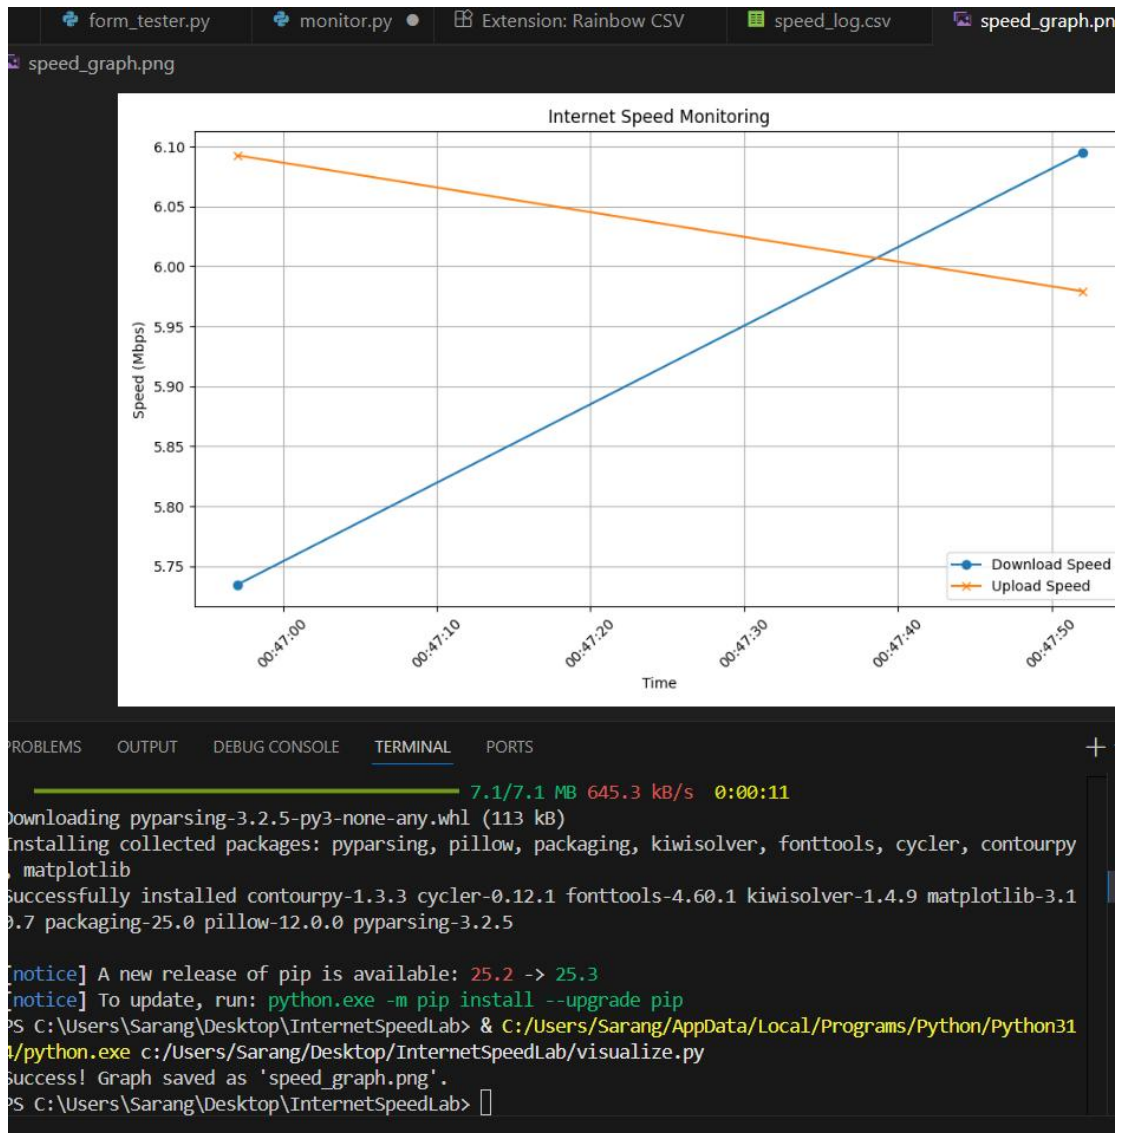 form_tester.py monitor.py Extension: Rainbow CSV speed_log.csv speed_graph.pn
speed_graph.png
Internet Speed Monitoring
6.10
6.05
6.00
5.95
5.90
5.85
5.80
5.75
Speed (Mbps)
Download Speed
Upload Speed
00:47:00 00:47:10 00:47:20 00:47:30 00:47:40 00:47:50
Time
PROBLEMS OUTPUT DEBUG CONSOLE TERMINAL PORTS
7.1/7.1 MB 645.3 kB/s 0:00:11
Downloading pyparsing-3.2.5-py3-none-any.whl (113 kB)
Installing collected packages: pyparsing, pillow, packaging, kiwisolver, fonttools, cycler, contourpy
, matplotlib
Successfully installed contourpy-1.3.3 cycler-0.12.1 fonttools-4.60.1 kiwisolver-1.4.9 matplotlib-3.1
0.7 packaging-25.0 pillow-12.0.0 pyparsing-3.2.5
[notice] A new release of pip is available: 25.2 -> 25.3
[notice] To update, run: python.exe -m pip install --upgrade pip
PS C:\Users\Sarang\Desktop\InternetSpeedLab> & C:/Users/Sarang/AppData/Local/Programs/Python/Python31
4/python.exe c:/Users/Sarang/Desktop/InternetSpeedLab/visualize.py
Success! Graph saved as 'speed_graph.png'.
PS C:\Users\Sarang\Desktop\InternetSpeedLab>